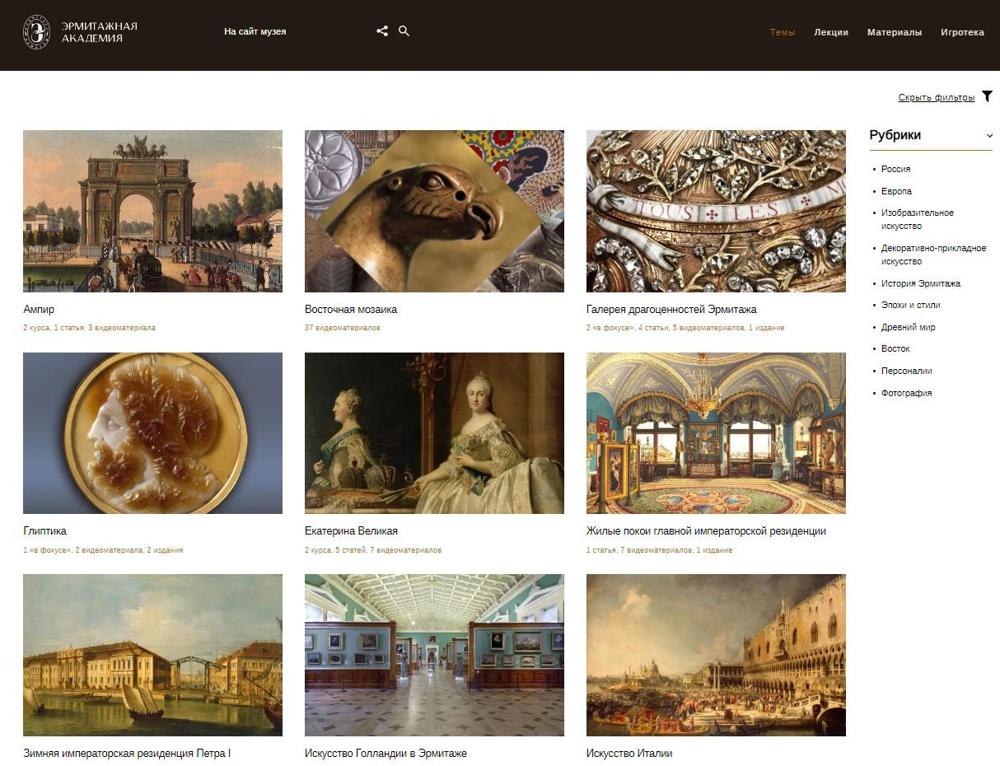 ЭРМИТАЖНАЯ
АКАДЕМИЯ
На сайт музея
Темы
Лекции
Материалы
Игротека
Скрыть фильтры
Рубрики
• Россия
• Европа
• Изобразительное
искусство
• Декоративно-прикладное
искусство
• История Эрмитажа
• Эпохи и стили
• Древний мир
• Восток
• Персоналии
• Фотография
Ампир
2 курса, 1 статья, 3 видеоматериала
Восточная мозаика
37 видеоматериалов
Галерея драгоценностей Эрмитажа
2 «в фокусе», 4 статьи, 5 видеоматериалов, 1 издание
Глиптика
1 «в фокусе», 2 видеоматериала, 2 издания
Екатерина Великая
2 курса, 5 статей, 7 видеоматериалов
Жилые покои главной императорской резиденции
1 статья, 7 видеоматериалов, 1 издание
Зимняя императорская резиденция Петра I
Искусство Голландии в Эрмитаже
Искусство Италии